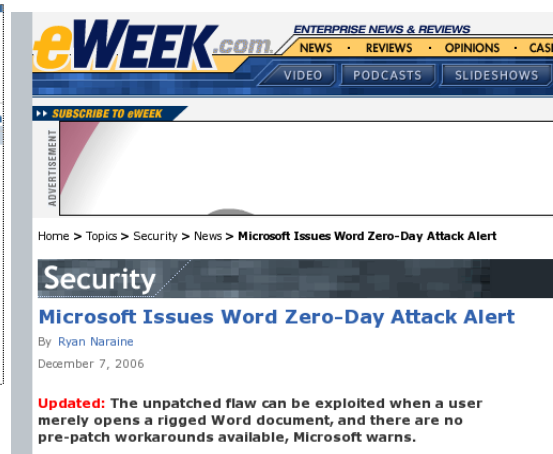 eWEEK.com
ENTERPRISE NEWS & REVIEWS
NEWS · REVIEWS · OPINIONS ·
VIDEO PODCASTS SLIDESHOWS
SUBSCRIBE TO eWEEK
ADVERTISEMENT
Home > Topics > Security > News > Microsoft Issues Word Zero-Day Attack Alert
Security
Microsoft Issues Word Zero-Day Attack Alert
By Ryan Naraine
December 7, 2006
Updated: The unpatched flaw can be exploited when a user
merely opens a rigged Word document, and there are no
pre-patch workarounds available, Microsoft warns.